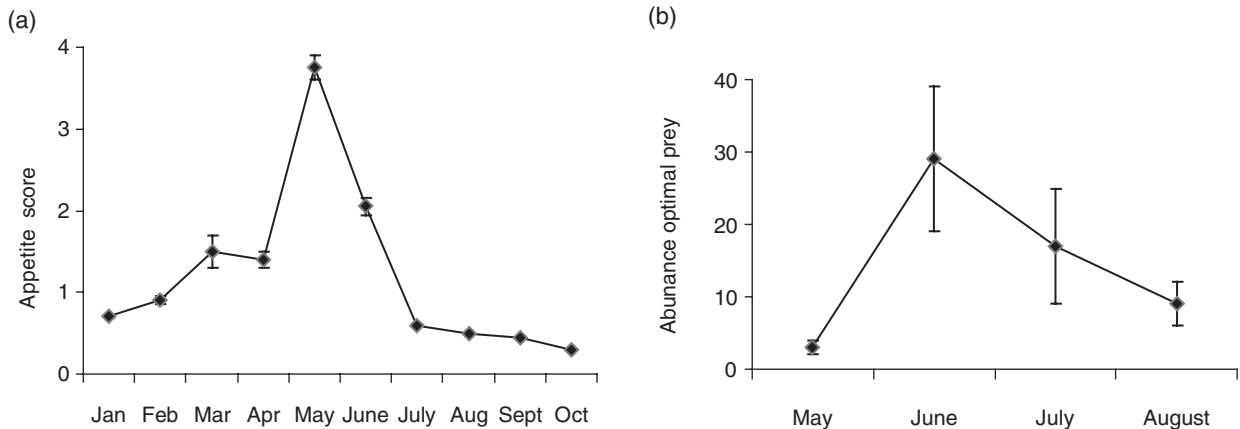 (a)
Appetite score
4
3
2
1
0
Jan Feb Mar Apr May June July Aug Sept Oct
(b)
Abunance optimal prey
40
30
20
10
0
May June July August